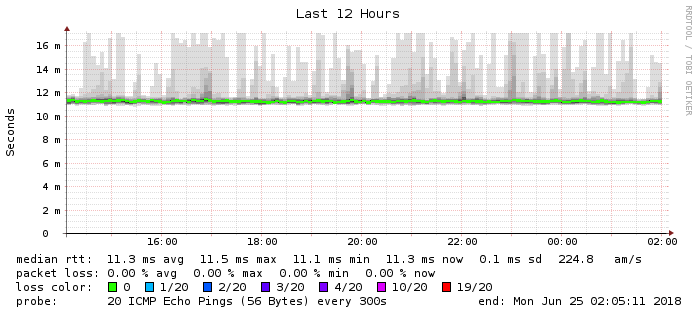 Last 12 Hours
RRDTOOL / TOBI OETIKER
Seconds
16 m
14 m
12 m
10 m
8 m
6 m
4 m
2 m
0
16:00 18:00 20:00 22:00 00:00 02:00
median rtt: 11.3 ms avg 11.5 ms max 11.1 ms min 11.3 ms now 0.1 ms sd 224.8 am/s
packet loss: 0.00 % avg 0.00 % max 0.00 % min 0.00 % now
loss color: 0 1/20 2/20 3/20 4/20 10/20 19/20
probe: 20 ICMP Echo Pings (56 Bytes) every 300s end: Mon Jun 25 02:05:11 2018